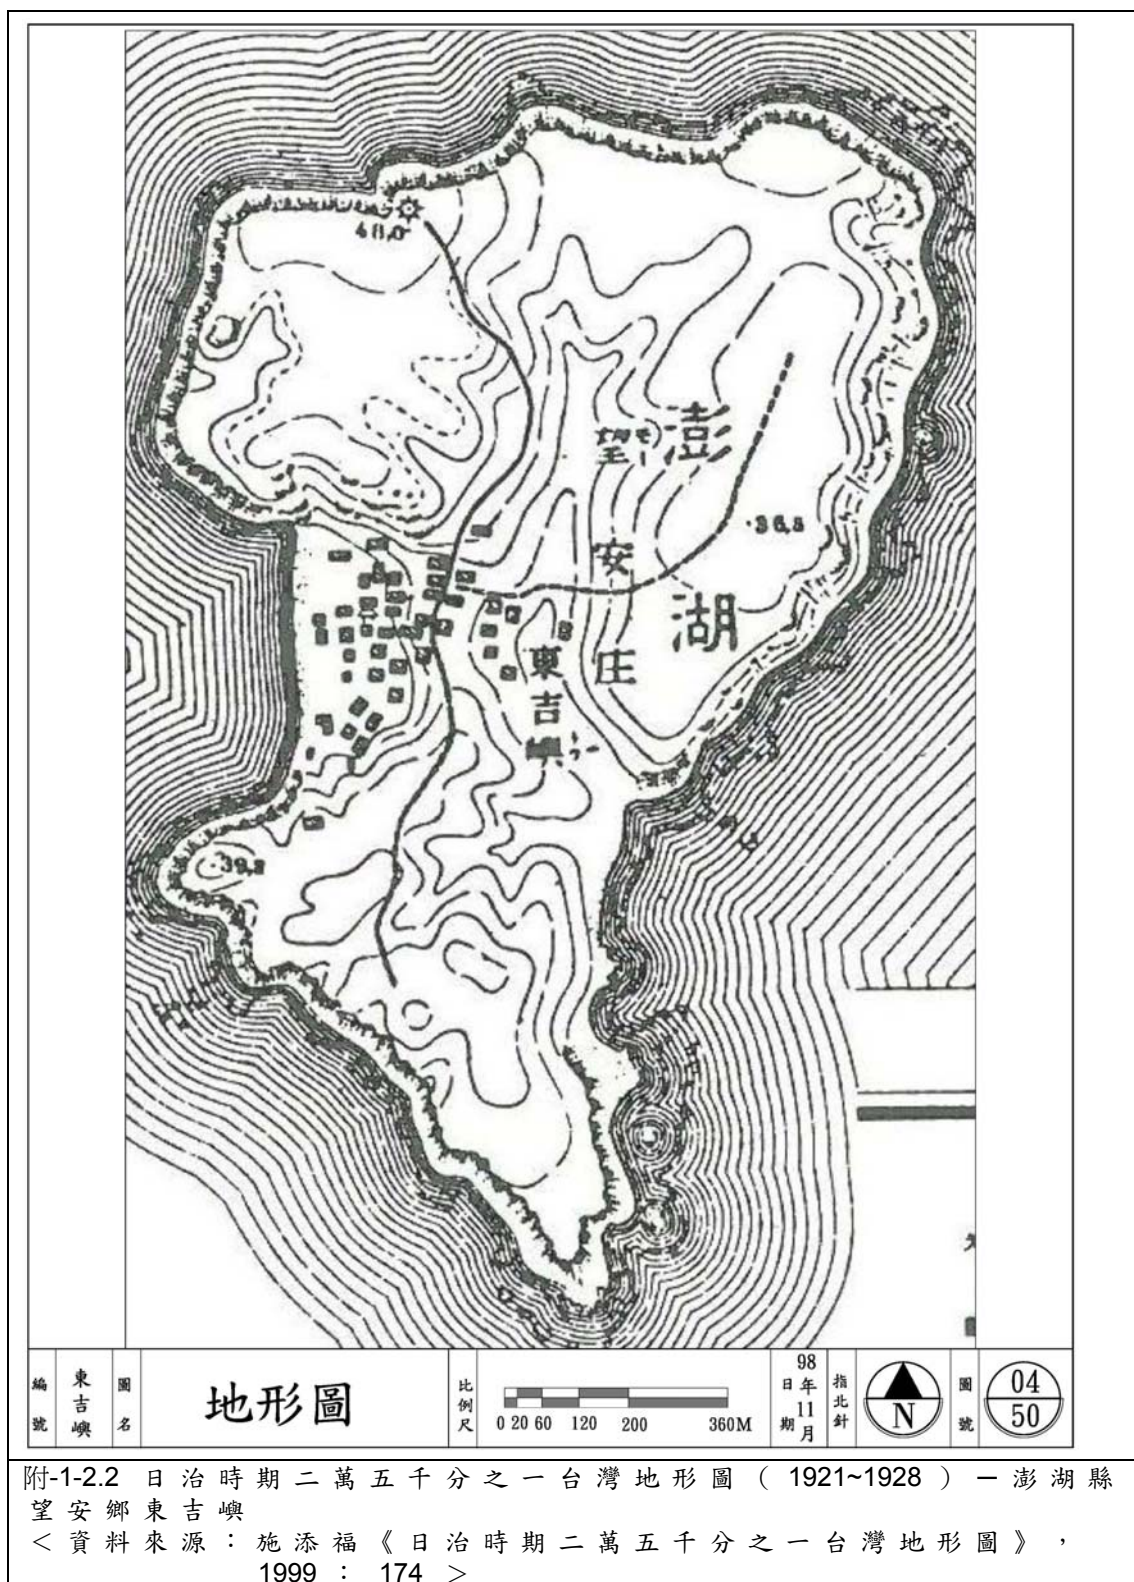 48.0
澎
湖
望
安
庄
36.8
東
吉
嶼
39.8
編號
東吉嶼
圖名
地形圖
比例尺
0 20 60 120 200 360M
日期
98年11月
指北針
N
圖號
04
50
附-1-2.2 日治時期二萬五千分之一台灣地形圖（1921~1928）－澎湖縣
望安鄉東吉嶼
＜資料來源：施添福《日治時期二萬五千分之一台灣地形圖》，
1999：174＞